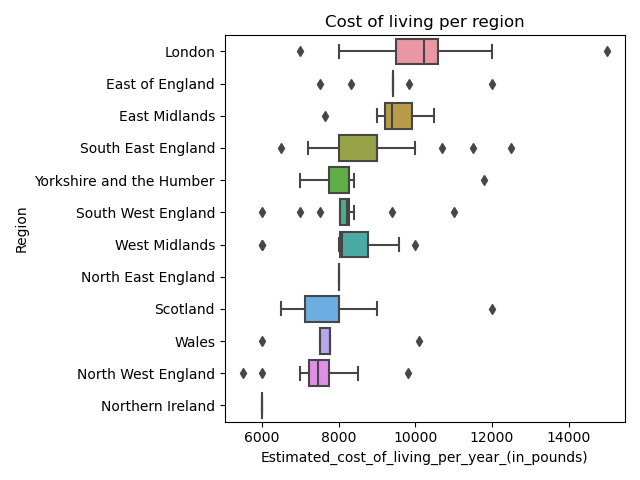 Cost of living per region
London
East of England
East Midlands
South East England
Yorkshire and the Humber
South West England
West Midlands
North East England
Scotland
Wales
North West England
Northern Ireland
Region
6000 8000 10000 12000 14000
Estimated_cost_of_living_per_year_(in_pounds)